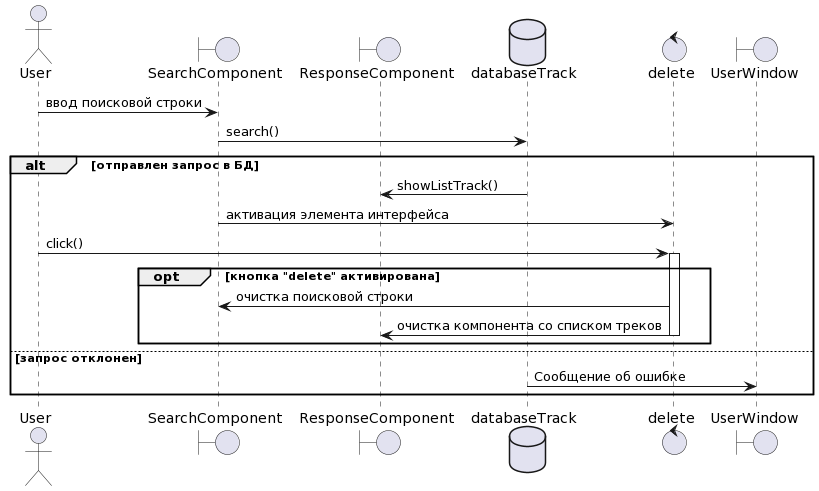 User SearchComponent ResponseComponent databaseTrack delete UserWindow
ввод поисковой строки
search()
alt [отправлен запрос в БД]
showListTrack()
активация элемента интерфейса
click()
opt [кнопка "delete" активирована]
очистка поисковой строки
очистка компонента со списком треков
[запрос отклонен]
Сообщение об ошибке
User SearchComponent ResponseComponent databaseTrack delete UserWindow